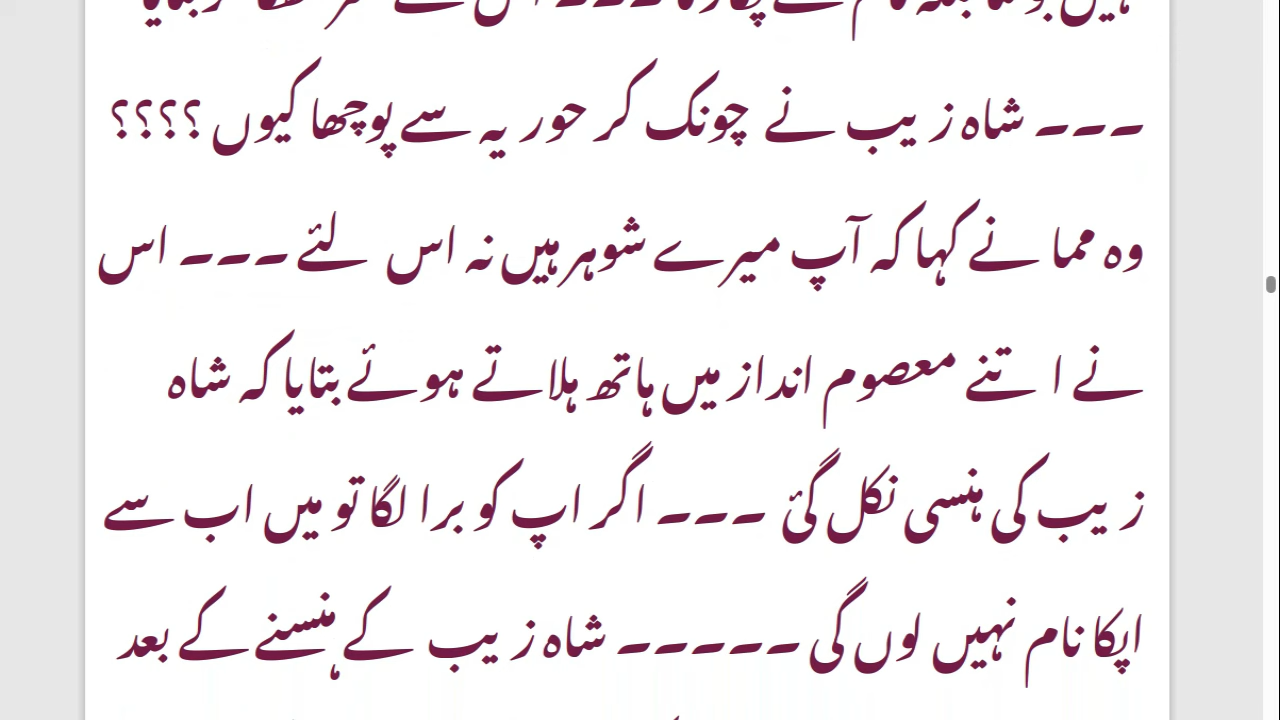 ۔۔۔ شاہ زیب نے چونک کر حوریہ سے پوچھا کیوں ؟؟؟؟
وہ مما نے کہا کہ آپ میرے شوہر ہیں نہ اس لئے ۔۔۔ اس
نے اتنے معصوم انداز میں ہاتھ ہلاتے ہوئے بتایا کہ شاہ
زیب کی ہنسی نکل گئ ۔۔۔ اگر اپ کو برا لگا تو میں اب سے
اپکا نام نہیں لوں گی ۔۔۔۔۔ شاہ زیب کے ہنسنے کے بعد